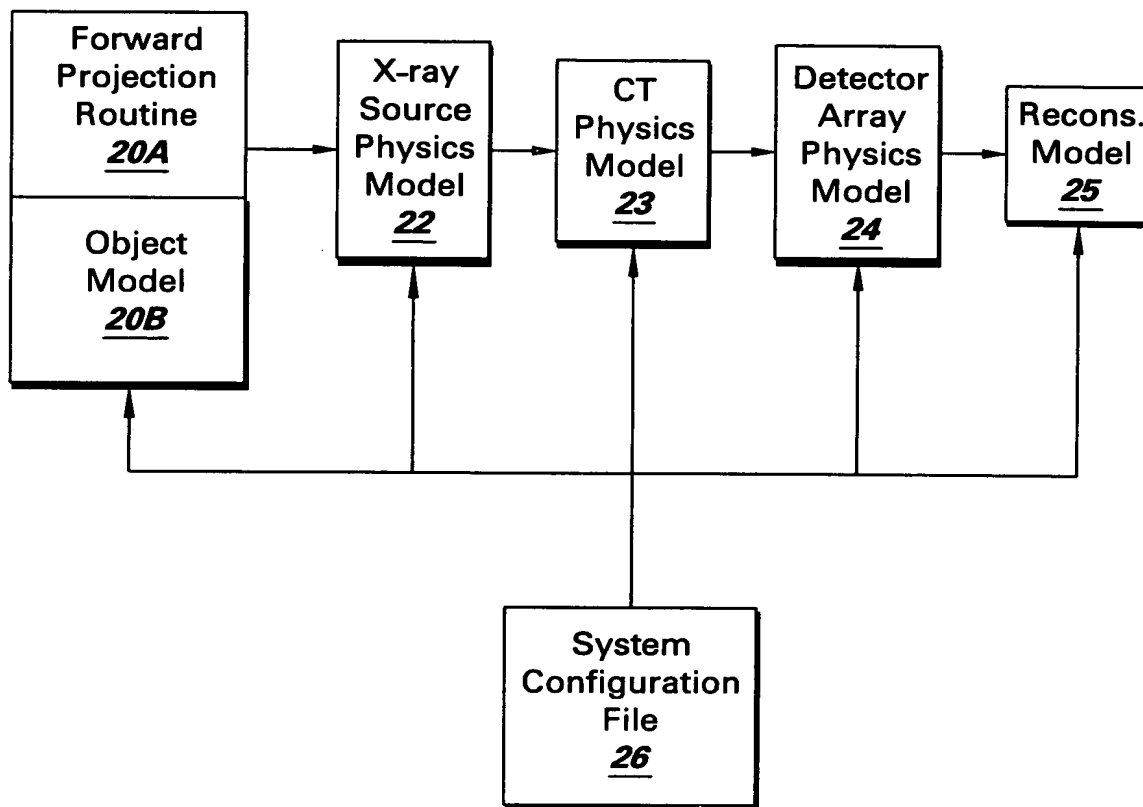 Forward
Projection
Routine
20A
Object
Model
20B
X-ray
Source
Physics
Model
22
CT
Physics
Model
23
Detector
Array
Physics
Model
24
Recons.
Model
25
System
Configuration
File
26